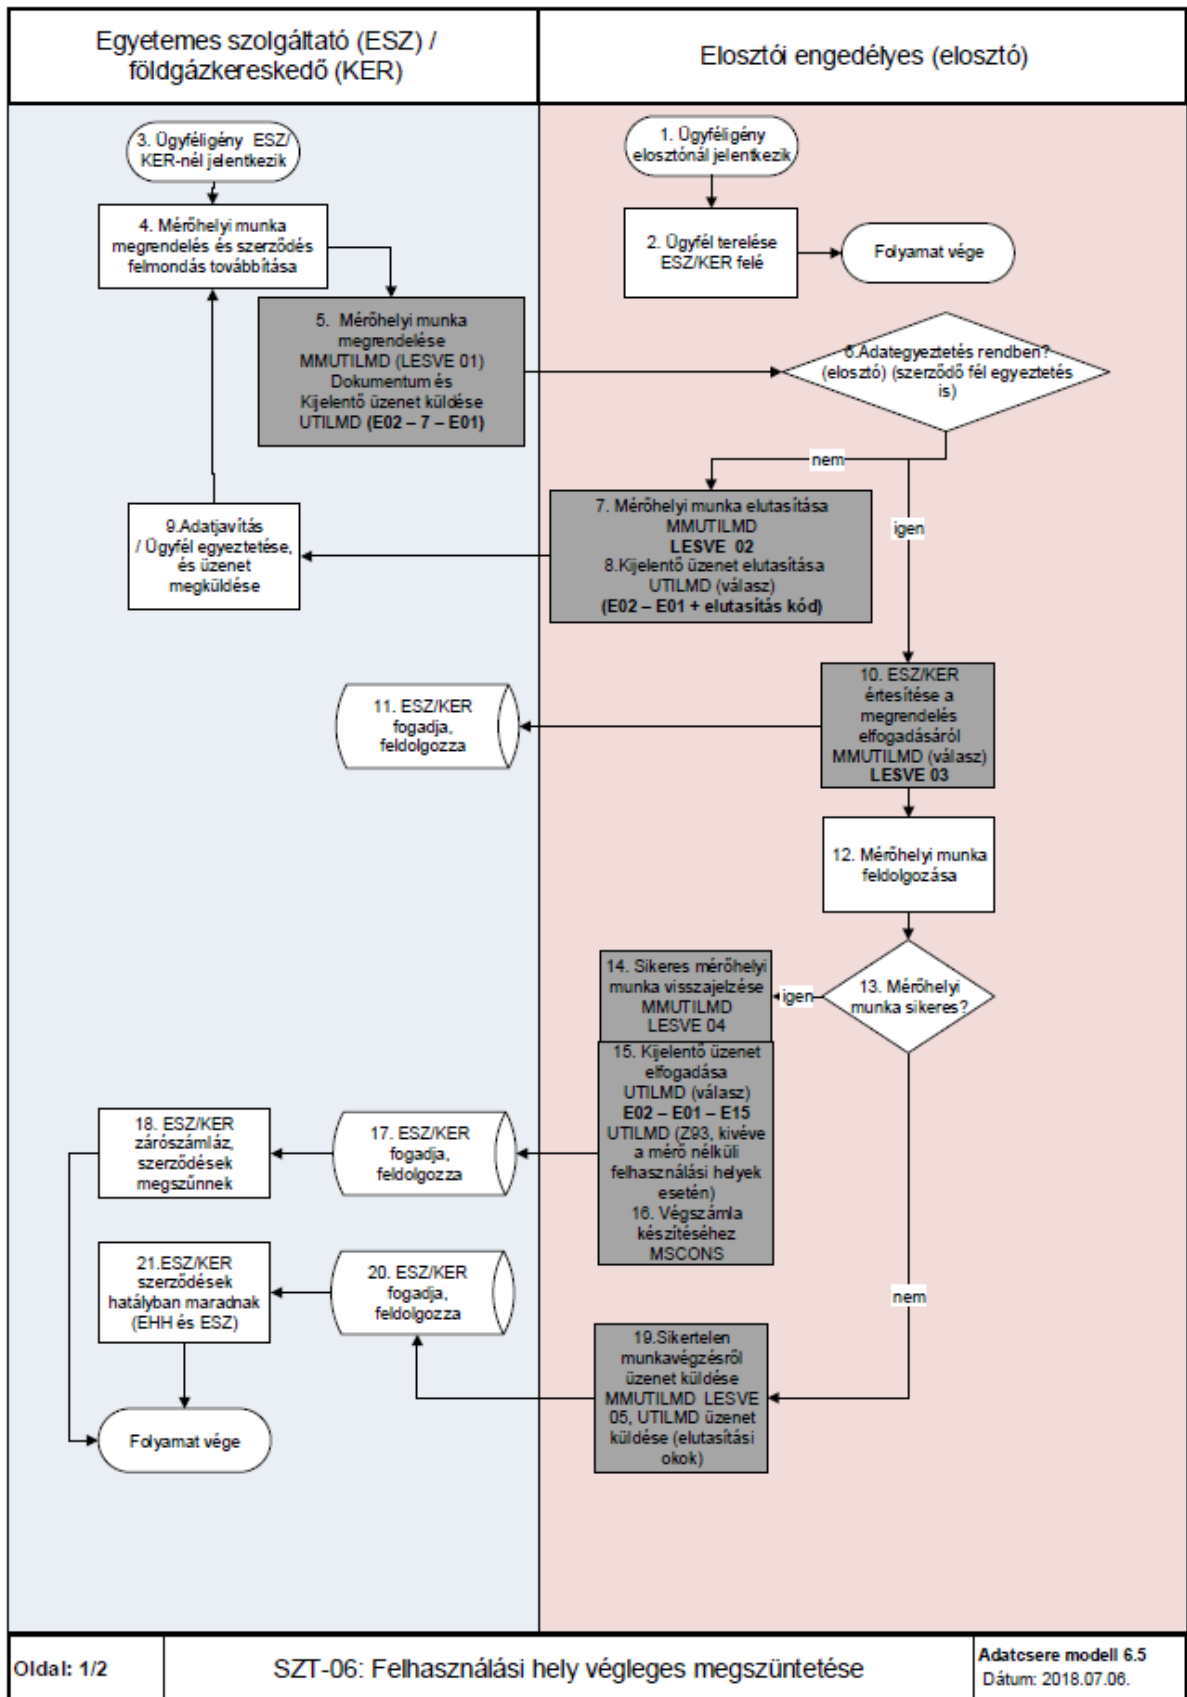 Egyetemes szolgáltató (ESZ) /
földgázkereskedő (KER)
Elosztói engedélyes (elosztó)
3. Ügyféligény ESZ/
KER-nél jelentkezik
1. Ügyféligény
elosztónál jelentkezik
4. Mérőhelyi munka
megrendelés és szerződés
felmondás továbbítása
2. Ügyfél terelése
ESZ/KER felé
Folyamat vége
5. Mérőhelyi munka
megrendelése
MMUTILMD (LESVE 01)
Dokumentum és
Kijelentő üzenet küldése
UTILMD (E02 – 7 – E01)
6.Adategyeztetés rendben?
(elosztó) (szerződő fél egyeztetés
is)
nem
igen
7. Mérőhelyi munka elutasítása
MMUTILMD
LESVE 02
8.Kijelentő üzenet elutasítása
UTILMD (válasz)
(E02 – E01 + elutasítás kód)
9.Adatjavítás
/ Ügyfél egyeztetése,
és üzenet
megküldése
10. ESZ/KER
értesítése a
megrendelés
elfogadásáról
MMUTILMD (válasz)
LESVE 03
11. ESZ/KER
fogadja,
feldolgozza
12. Mérőhelyi munka
feldolgozása
13. Mérőhelyi
munka sikeres?
igen
14. Sikeres mérőhelyi
munka visszajelzése
MMUTILMD
LESVE 04
15. Kijelentő üzenet
elfogadása
UTILMD (válasz)
E02 – E01 – E15
UTILMD (Z93, kivéve
a mérő nélküli
felhasználási helyek
esetén)
16. Végszámla
készítéséhez
MSCONS
17. ESZ/KER
fogadja,
feldolgozza
18. ESZ/KER
zárószámláz,
szerződések
megszűnnek
nem
19.Sikertelen
munkavégzésről
üzenet küldése
MMUTILMD LESVE
05, UTILMD üzenet
küldése (elutasítási
okok)
20. ESZ/KER
fogadja,
feldolgozza
21.ESZ/KER
szerződések
hatályban maradnak
(EHH és ESZ)
Folyamat vége
Oldal: 1/2
SZT-06: Felhasználási hely végleges megszüntetése
Adatcsere modell 6.5
Dátum: 2018.07.06.